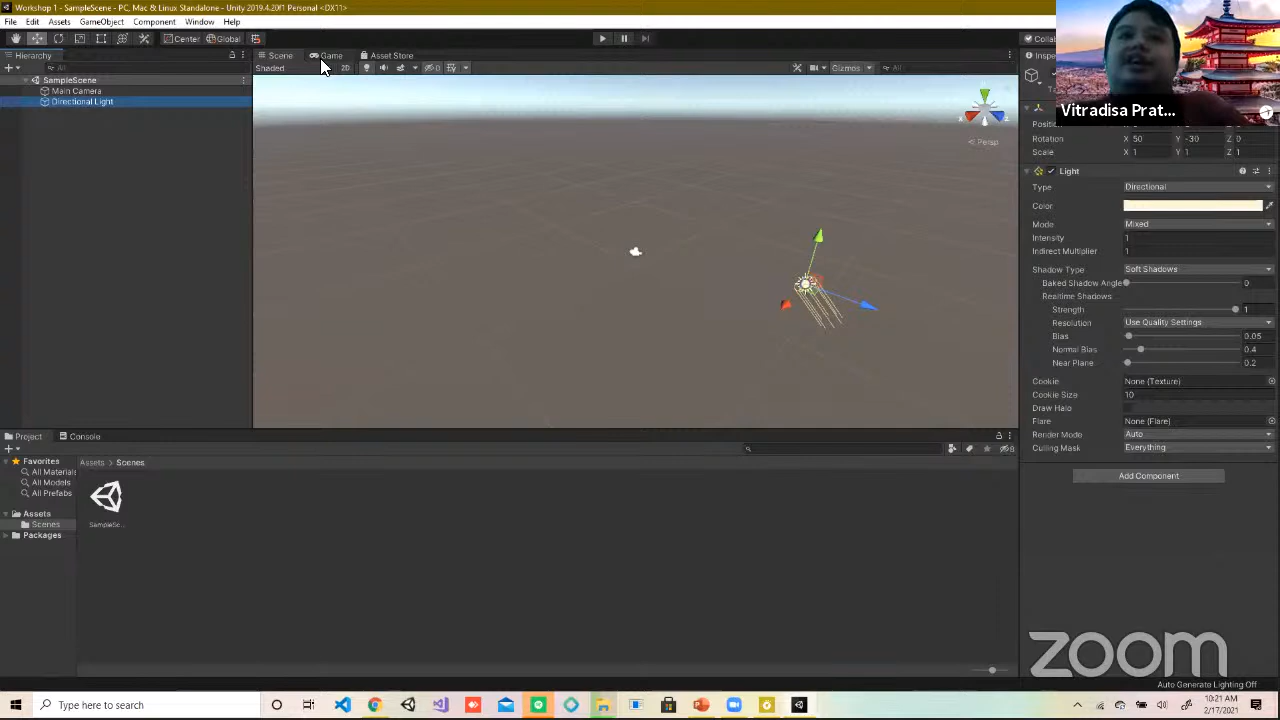 Workshop 1 - SampleScene - PC, Mac & Linux Standalone - Unity 2019.4.20f1 Personal <DX11>
File Edit Assets GameObject Component Window Help
Center Global
Hierarchy
All
SampleScene
Main Camera
Directional Light
Scene Game Asset Store
Shaded 2D 0 Gizmos All
Y
X Z
< Persp
Vitradisa Prat...
Rotation X 50 Y -30 Z 0
Scale X 1 Y 1 Z 1
Light
Type Directional
Color
Mode Mixed
Intensity 1
Indirect Multiplier 1
Shadow Type Soft Shadows
Baked Shadow Angle 0
Realtime Shadows:
Strength 1
Resolution Use Quality Settings
Bias 0.05
Normal Bias 0.4
Near Plane 0.2
Cookie None (Texture)
Cookie Size 10
Draw Halo
Flare None (Flare)
Render Mode Auto
Culling Mask Everything
Add Component
Project Console
Favorites
All Materials
All Models
All Prefabs
Assets
Scenes
Packages
Assets > Scenes
SampleSc...
zoom
Auto Generate Lighting Off
Type here to search
10:21 AM
2/17/2021